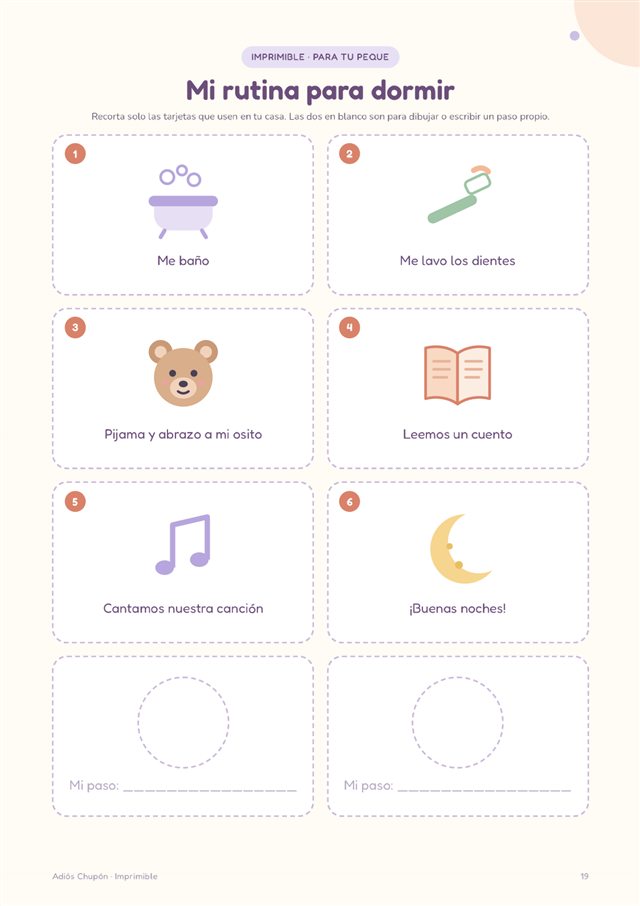 IMPRIMIBLE · PARA TU PEQUE
Mi rutina para dormir
Recorta solo las tarjetas que usen en tu casa. Las dos en blanco son para dibujar o escribir un paso propio.
1
2
Me baño
Me lavo los dientes
3
4
Pijama y abrazo a mi osito
Leemos un cuento
5
6
Cantamos nuestra canción
¡Buenas noches!
Mi paso: ________________
Mi paso: ________________
Adiós Chupón · Imprimible
19